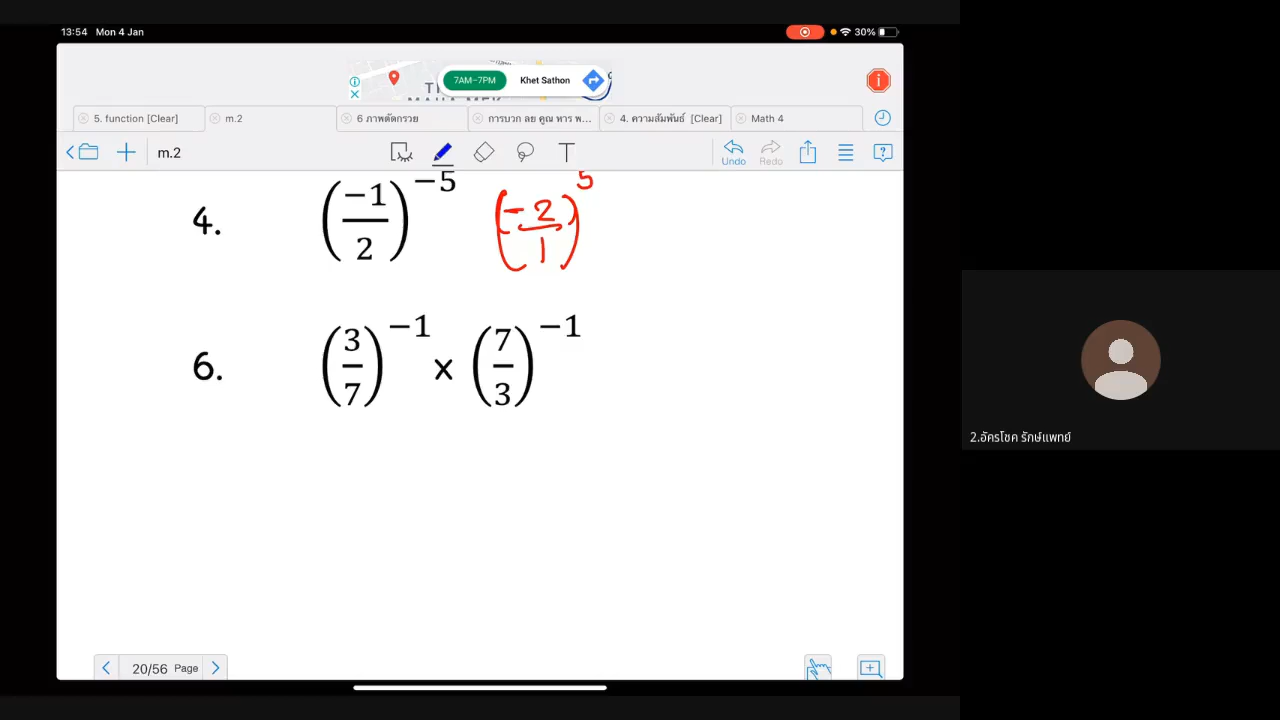 13:54 Mon 4 Jan 30%
7AM–7PM Khet Sathon
5. function [Clear] m.2 6 ภาพตัดกรวย การบวก ลย คูณ หาร พ... 4. ความสัมพันธ์ [Clear] Math 4
m.2 T Undo Redo
4. (−1/2)^−5 (−2/1)^5
6. (3/7)^−1 × (7/3)^−1
2.อัครโชค รักษ์แพทย์
20/56 Page